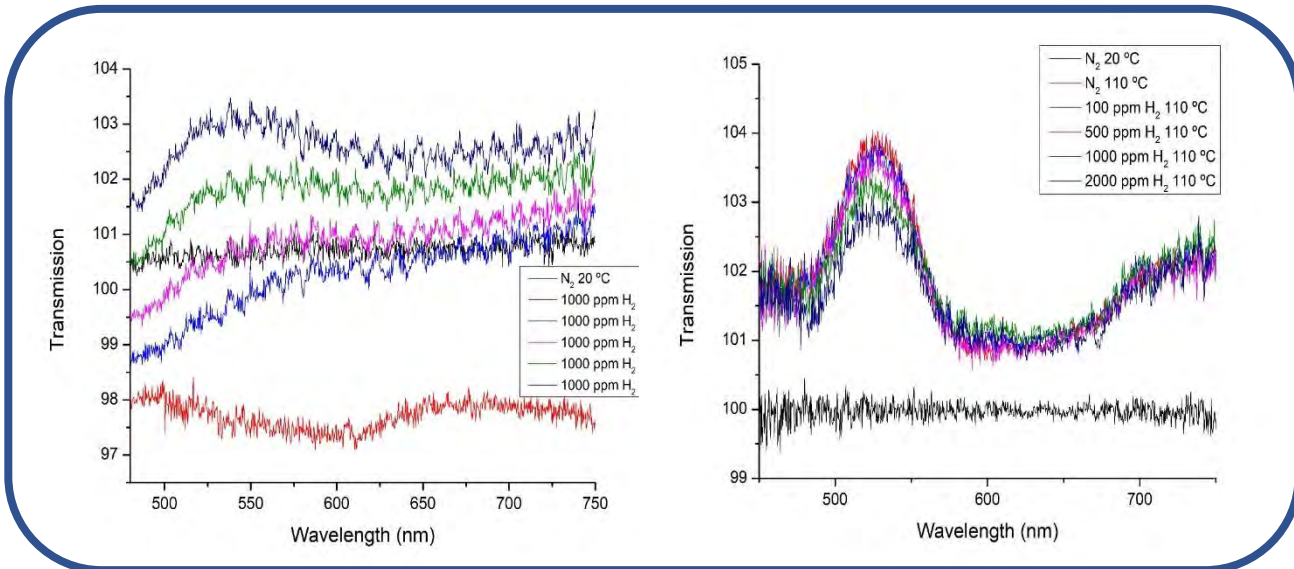 104
103
102
101
100
99
98
97
Transmission
500
550
600
650
700
750
Wavelength (nm)
N₂ 20 ºC
1000 ppm H₂
1000 ppm H₂
1000 ppm H₂
1000 ppm H₂
1000 ppm H₂
105
104
103
102
101
100
99
Transmission
500
600
700
Wavelength (nm)
N₂ 20 ºC
N₂ 110 ºC
100 ppm H₂ 110 ºC
500 ppm H₂ 110 ºC
1000 ppm H₂ 110 ºC
2000 ppm H₂ 110 ºC